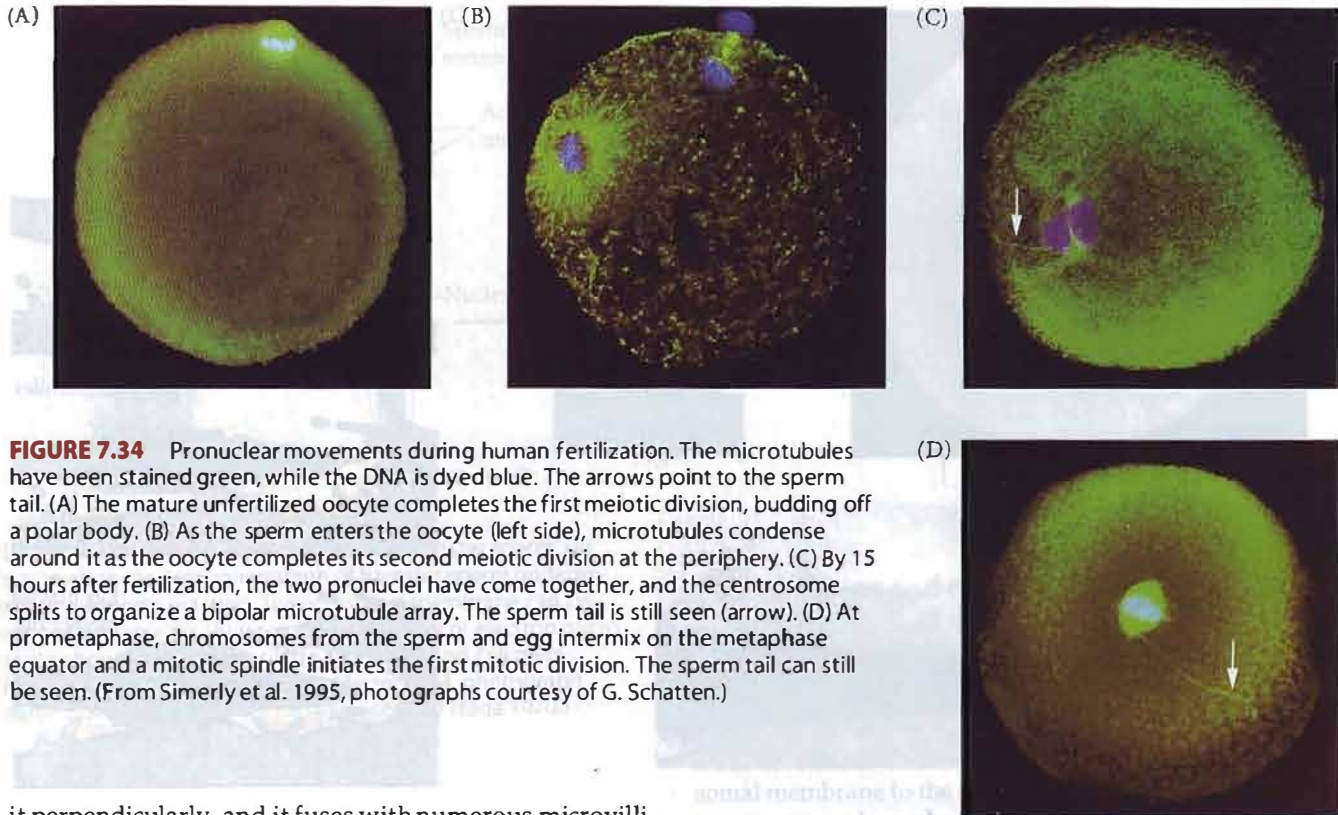 (A)
(B)
(C)
FIGURE 7.34 Pronuclear movements during human fertilization. The microtubules
have been stained green, while the DNA is dyed blue. The arrows point to the sperm
tail. (A) The mature unfertilized oocyte completes the first meiotic division, budding off
a polar body. (B) As the sperm enters the oocyte (left side), microtubules condense
around it as the oocyte completes its second meiotic division at the periphery. (C) By 15
hours after fertilization, the two pronuclei have come together, and the centrosome
splits to organize a bipolar microtubule array. The sperm tail is still seen (arrow). (D) At
prometaphase, chromosomes from the sperm and egg intermix on the metaphase
equator and a mitotic spindle initiates the first mitotic division. The sperm tail can still
be seen. (From Simerly et al. 1995, photographs courtesy of G. Schatten.)
(D)
it perpendicularly, and it fuses with numerous microvilli
somal membrane to the